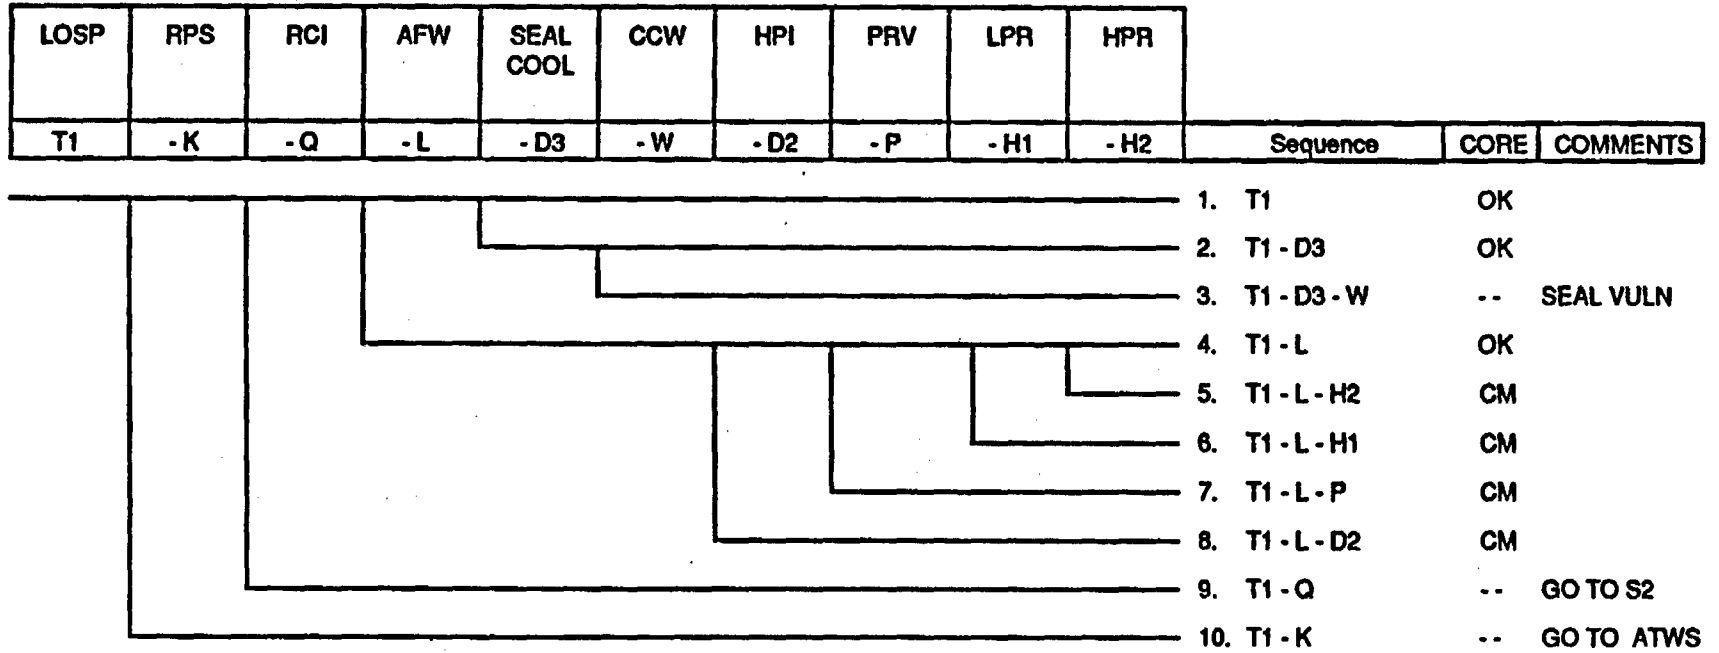 LOSP RPS RCI AFW SEAL COOL CCW HPI PRV LPR HPR
T1 - K - Q - L - D3 - W - D2 - P - H1 - H2 Sequence CORE COMMENTS
1. T1 OK
2. T1 - D3 OK
3. T1 - D3 - W - - SEAL VULN
4. T1 - L OK
5. T1 - L - H2 CM
6. T1 - L - H1 CM
7. T1 - L - P CM
8. T1 - L - D2 CM
9. T1 - Q - - GO TO S2
10. T1 - K - - GO TO ATWS